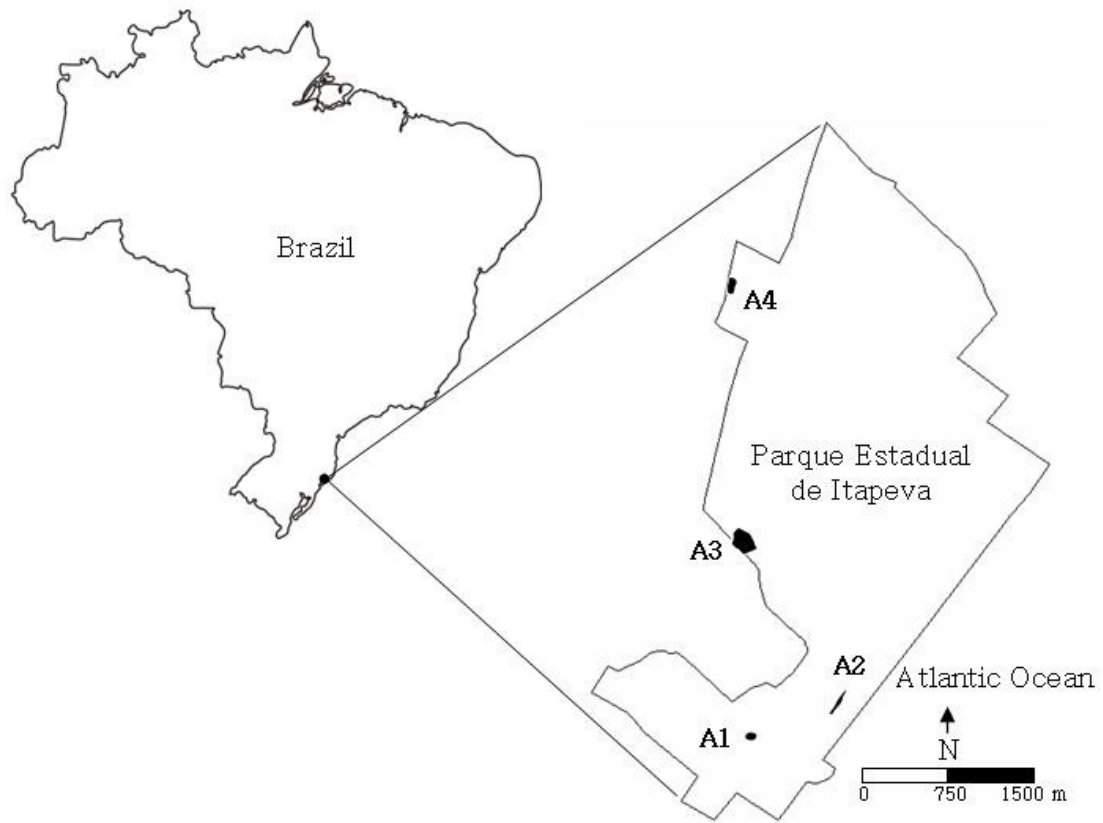 Brazil
A4
Parque Estadual
de Itapeva
A3
A2
Atlantic Ocean
A1
N
0 750 1500 m